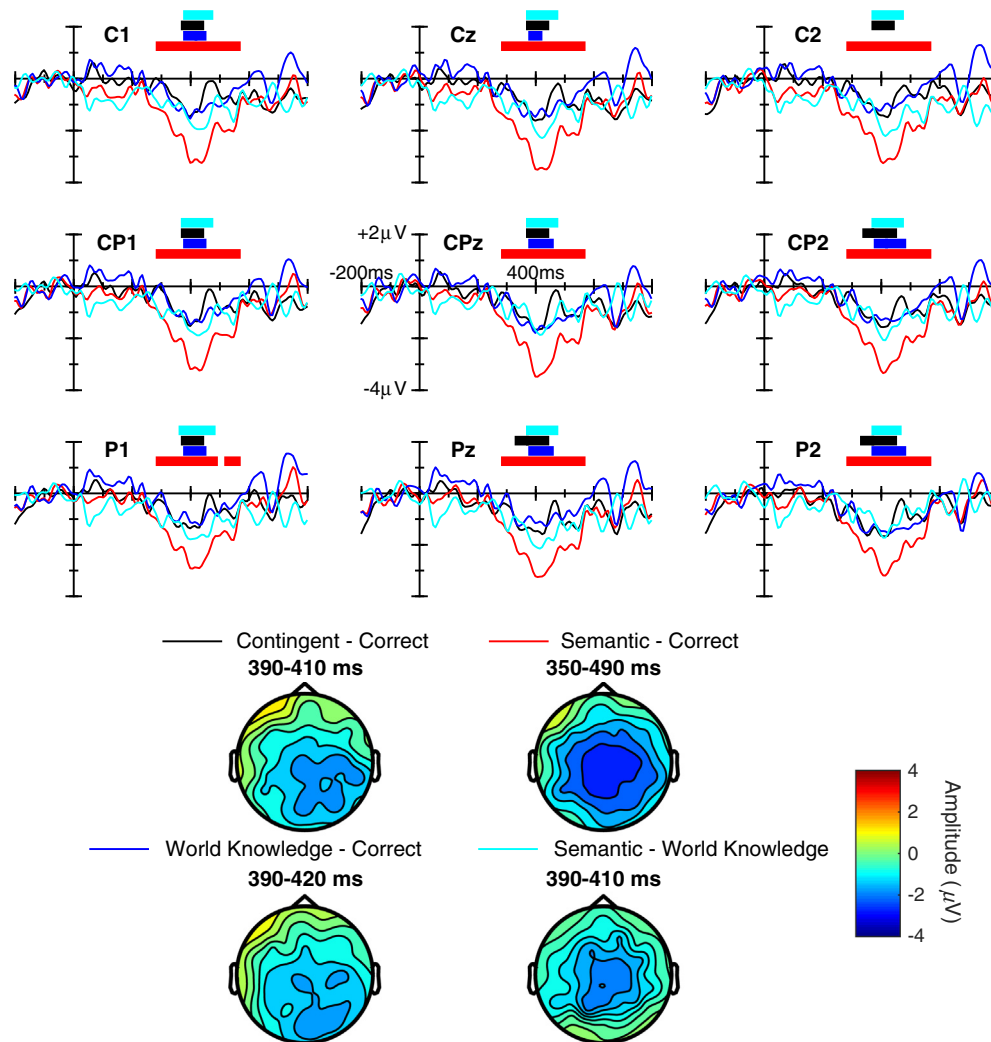 C1
Cz
C2
CP1
+2μV
CPz
CP2
-200ms
400ms
-4μV
P1
Pz
P2
Contingent - Correct
Semantic - Correct
390-410 ms
350-490 ms
World Knowledge - Correct
Semantic - World Knowledge
390-420 ms
390-410 ms
4
2
0
-2
-4
Amplitude (μV)